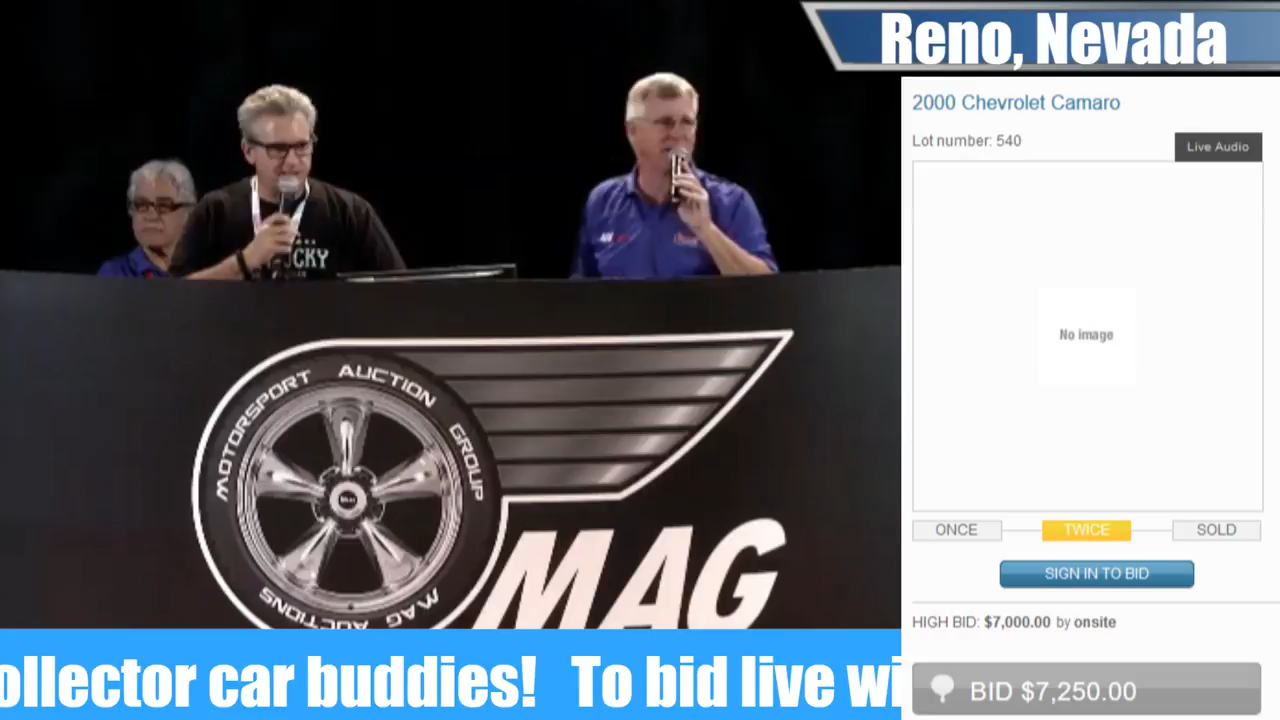 Reno, Nevada
2000 Chevrolet Camaro
Lot number: 540
Live Audio
No image
ONCE
TWICE
SOLD
SIGN IN TO BID
HIGH BID: $7,000.00 by onsite
BID $7,250.00
MOTORSPORT AUCTION GROUP
MAG AUCTIONS
MAG
ollector car buddies! To bid live wi